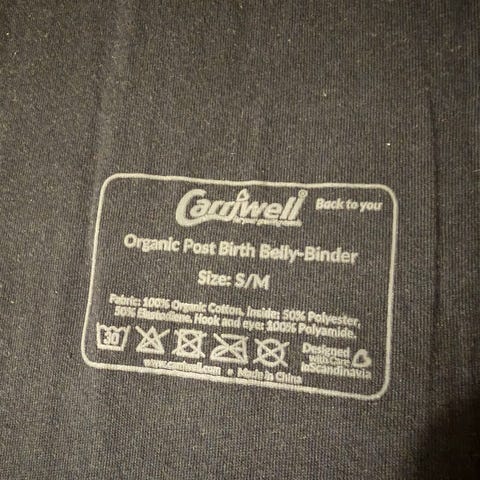 Carriwell Back to you
Organic Post Birth Belly-Binder
Size: S/M
Fabric: 100% Organic Cotton. Inside: 50% Polyester,
50% Elastodiene. Hook and eye: 100% Polyamide.
30
Designed
with Care
in Scandinavia
www.carriwell.com • Made in China